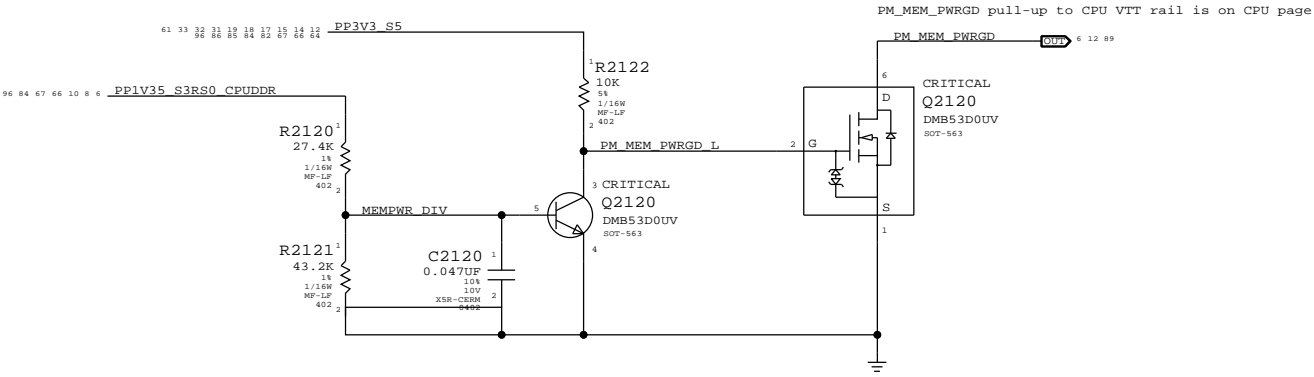 PM_MEM_PWRGD pull-up to CPU VTT rail is on CPU page
61 33 32 31 19 18 17 15 14 12 PP3V3_S5
96 86 85 84 82 67 66 64
PM_MEM_PWRGD OUT 6 12 89
96 84 67 66 10 8 6 PP1V35_S3RS0_CPUDDR
1
R2122
10K
5%
1/16W
MF-LF
402
2
6
CRITICAL
Q2120
DMB53D0UV
SOT-563
D
R2120 1
27.4K
1%
1/16W
MF-LF
402
2
PM_MEM_PWRGD_L 2 G
3 CRITICAL
Q2120
DMB53D0UV
SOT-563
4
MEMPWR_DIV 5
S
1
R2121 1
43.2K
1%
1/16W
MF-LF
402
2
C2120 1
0.047UF
10%
10V
X5R-CERM
0402
2